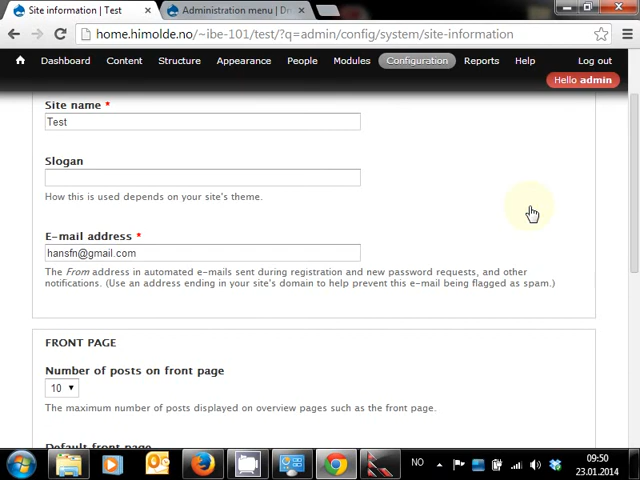 Site information | Test
Administration menu | Dr
home.himolde.no/~ibe-101/test/?q=admin/config/system/site-information
Dashboard Content Structure Appearance People Modules Configuration Reports Help Log out
Hello admin
Site name *
Test
Slogan
How this is used depends on your site's theme.
E-mail address *
hansfn@gmail.com
The From address in automated e-mails sent during registration and new password requests, and other
notifications. (Use an address ending in your site's domain to help prevent this e-mail being flagged as spam.)
FRONT PAGE
Number of posts on front page
10
The maximum number of posts displayed on overview pages such as the front page.
Default front page
NO
09:50
23.01.2014